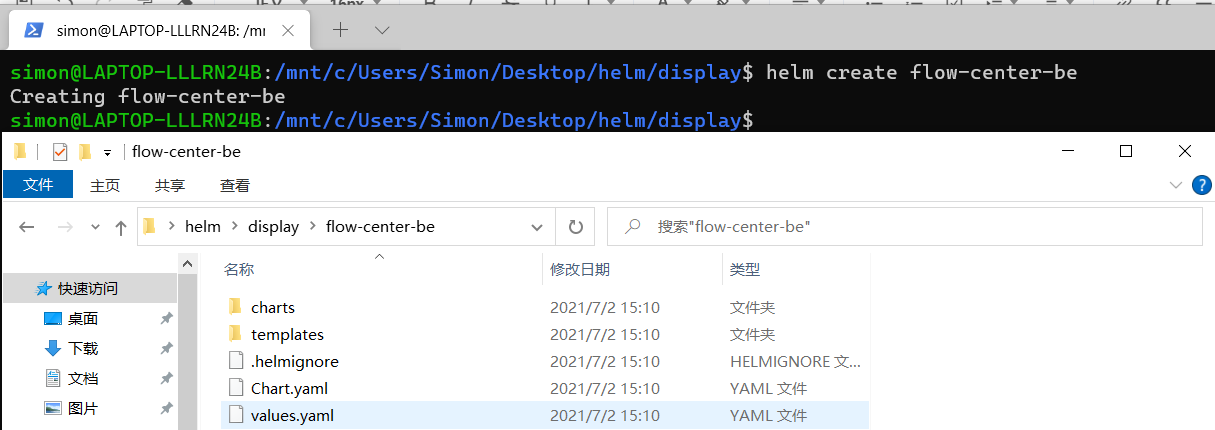 simon@LAPTOP-LLLRN24B: /mr
simon@LAPTOP-LLLRN24B:/mnt/c/Users/Simon/Desktop/helm/display$ helm create flow-center-be
Creating flow-center-be
simon@LAPTOP-LLLRN24B:/mnt/c/Users/Simon/Desktop/helm/display$
flow-center-be
文件 主页 共享 查看
helm display flow-center-be 搜索"flow-center-be"
名称 修改日期 类型
快速访问
桌面
下载
文档
图片
charts 2021/7/2 15:10 文件夹
templates 2021/7/2 15:10 文件夹
.helmignore 2021/7/2 15:10 HELMIGNORE 文...
Chart.yaml 2021/7/2 15:10 YAML 文件
values.yaml 2021/7/2 15:10 YAML 文件